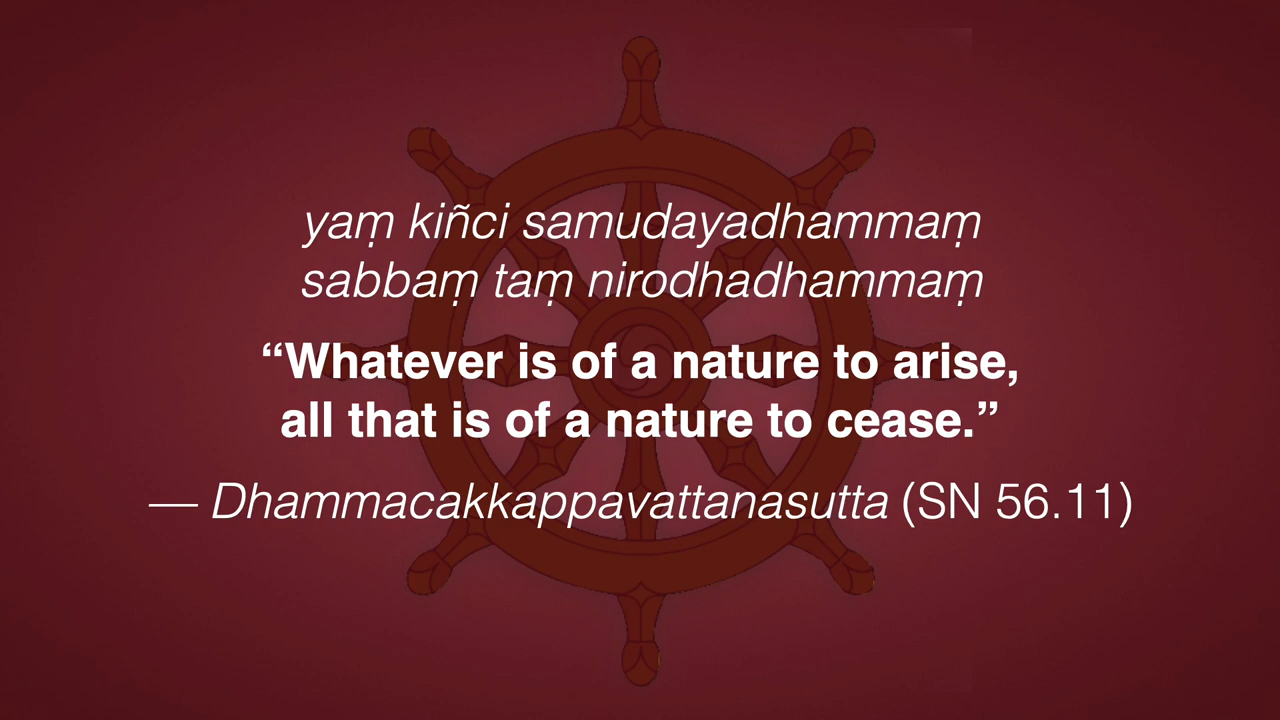 yaṃ kiñci samudayadhammaṃ
sabbaṃ taṃ nirodhadhammaṃ
“Whatever is of a nature to arise,
all that is of a nature to cease.”
— Dhammacakkappavattanasutta (SN 56.11)